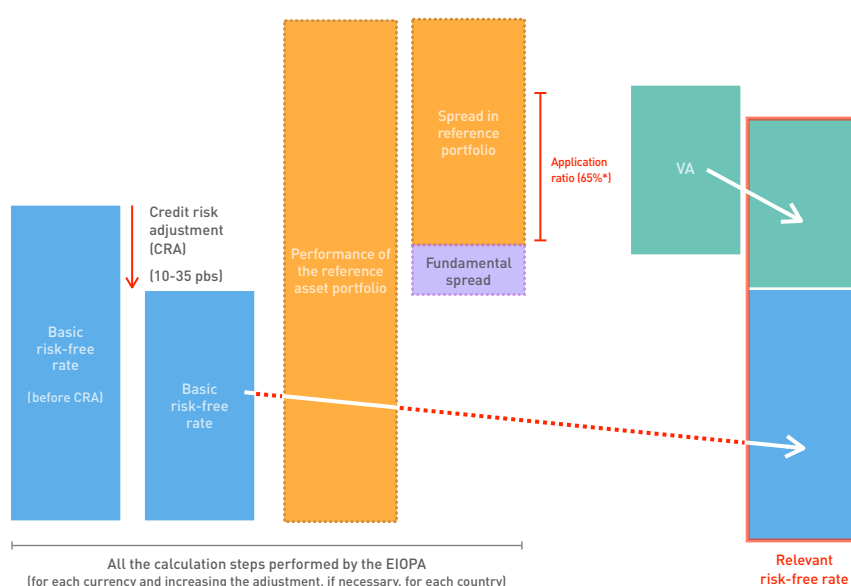 Basic
risk-free
rate
(before CRA)
Credit risk
adjustment
(CRA)
(10-35 pbs)
Basic
risk-free
rate
Performance of
the reference
asset portfolio
Spread in
reference
portfolio
Fundamental
spread
Application
ratio (65%*)
VA
All the calculation steps performed by the EIOPA
(for each currency and increasing the adjustment, if necessary, for each country)
Relevant
risk-free rate